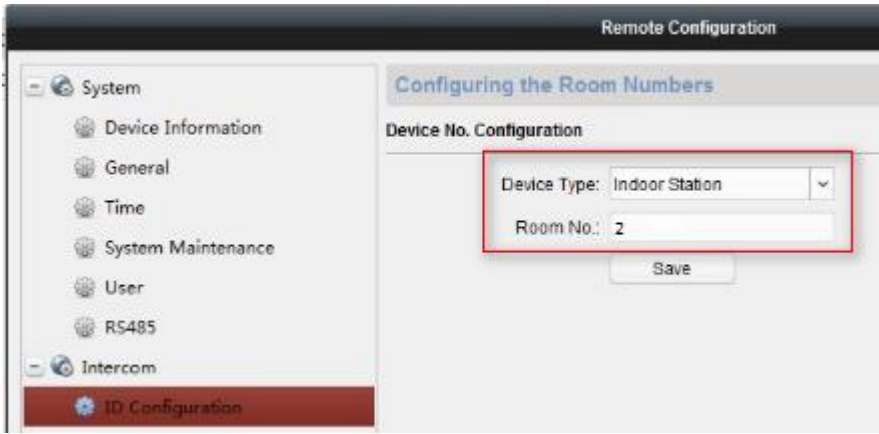 Remote Configuration
System
Device Information
General
Time
System Maintenance
User
RS485
Intercom
ID Configuration
Configuring the Room Numbers
Device No. Configuration
Device Type: Indoor Station
Room No.: 2
Save